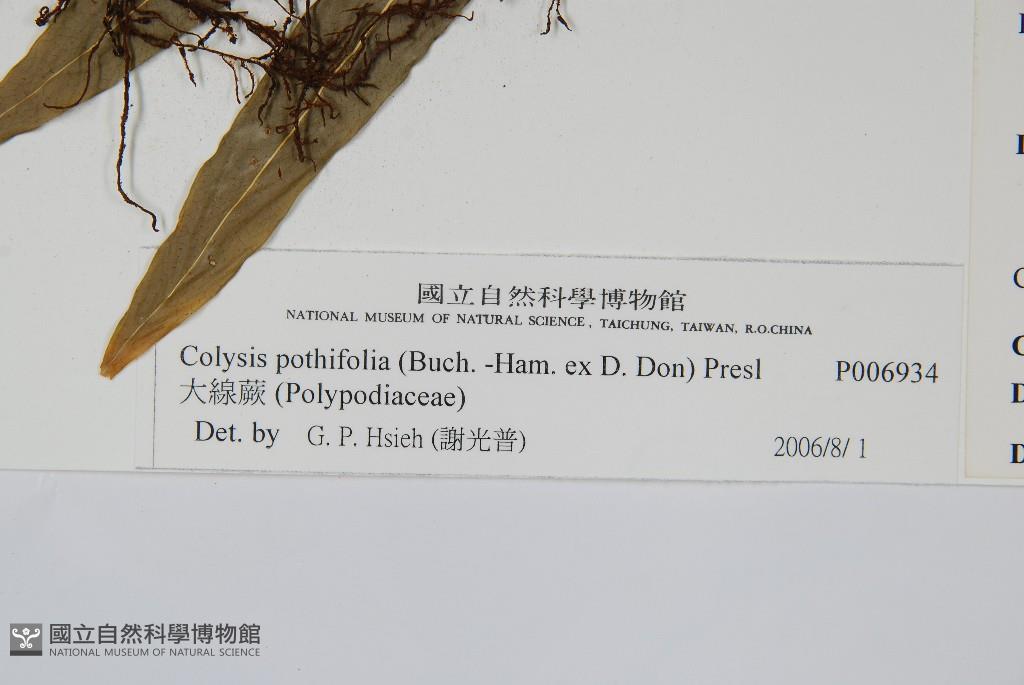 國立自然科學博物館
NATIONAL MUSEUM OF NATURAL SCIENCE, TAICHUNG, TAIWAN, R.O.CHINA
Colysis pothifolia (Buch. -Ham. ex D. Don) Presl P006934
大線蕨 (Polypodiaceae)
Det. by G. P. Hsieh (謝光普) 2006/8/ 1
國立自然科學博物館
NATIONAL MUSEUM OF NATURAL SCIENCE